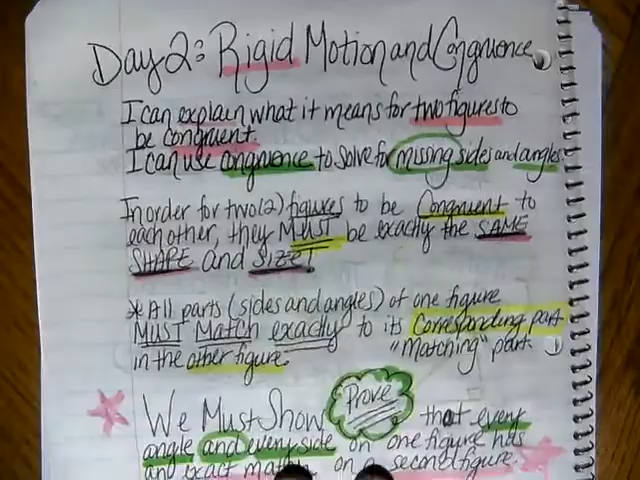 Day 2: Rigid Motion and Congruence
I can explain what it means for two figures to
be congruent.
I can use congruence to solve for missing sides and angles.
In order for two (2) figures to be Congruent to
each other, they MUST be exactly the SAME
SHAPE and SIZE!
*All parts (sides and angles) of one figure
MUST Match exactly to its Corresponding part
"Matching" part
in the other figure.
We Must Show Prove that every
angle and every side on one figure has
and exact on a second figure.